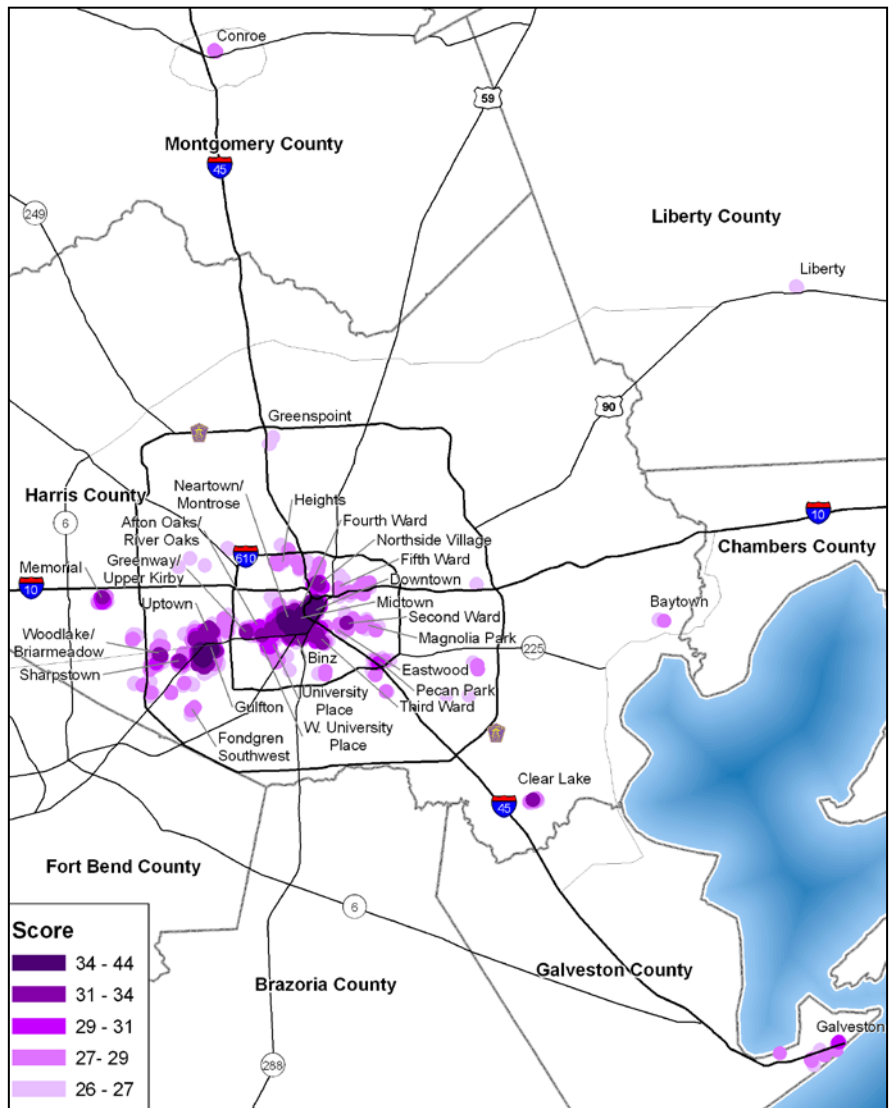 Conroe
59
Montgomery County
45
249
Liberty County
Liberty
90
Greenspoint
Harris County
Neartown/
Montrose
Heights
6
Afton Oaks/
River Oaks
Fourth Ward
Northside Village
10
Chambers County
Memorial
Greenway/
Upper Kirby
610
Fifth Ward
Downtown
10
Uptown
Midtown
Baytown
Second Ward
Woodlake/
Briarmeadow
Magnolia Park
225
Sharpstown
Binz
Eastwood
Gulfton
University
Place
Pecan Park
Third Ward
W. University
Place
Fondgren
Southwest
Clear Lake
45
Fort Bend County
6
Score
34 - 44
31 - 34
29 - 31
27- 29
26 - 27
Brazoria County
Galveston County
Galveston
288